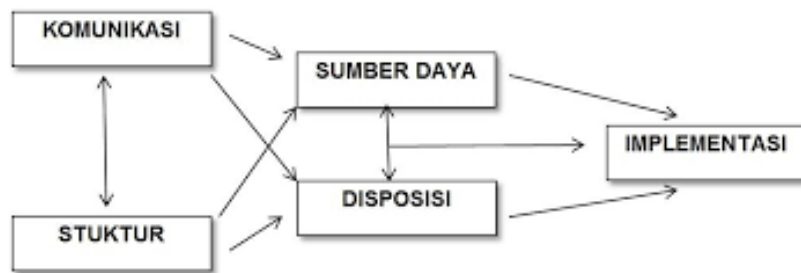 KOMUNIKASI
SUMBER DAYA
IMPLEMENTASI
DISPOSISI
STUKTUR